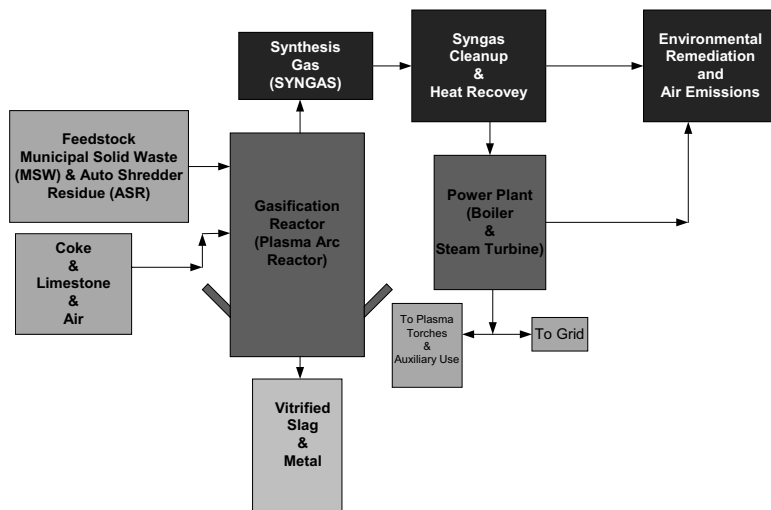 Synthesis
Gas
(SYNGAS)
Syngas
Cleanup
&
Heat Recovey
Environmental
Remediation
and
Air Emissions
Feedstock
Municipal Solid Waste
(MSW) & Auto Shredder
Residue (ASR)
Gasification
Reactor
(Plasma Arc
Reactor)
Power Plant
(Boiler
&
Steam Turbine)
Coke
&
Limestone
&
Air
To Plasma
Torches
&
Auxiliary Use
To Grid
Vitrified
Slag
&
Metal